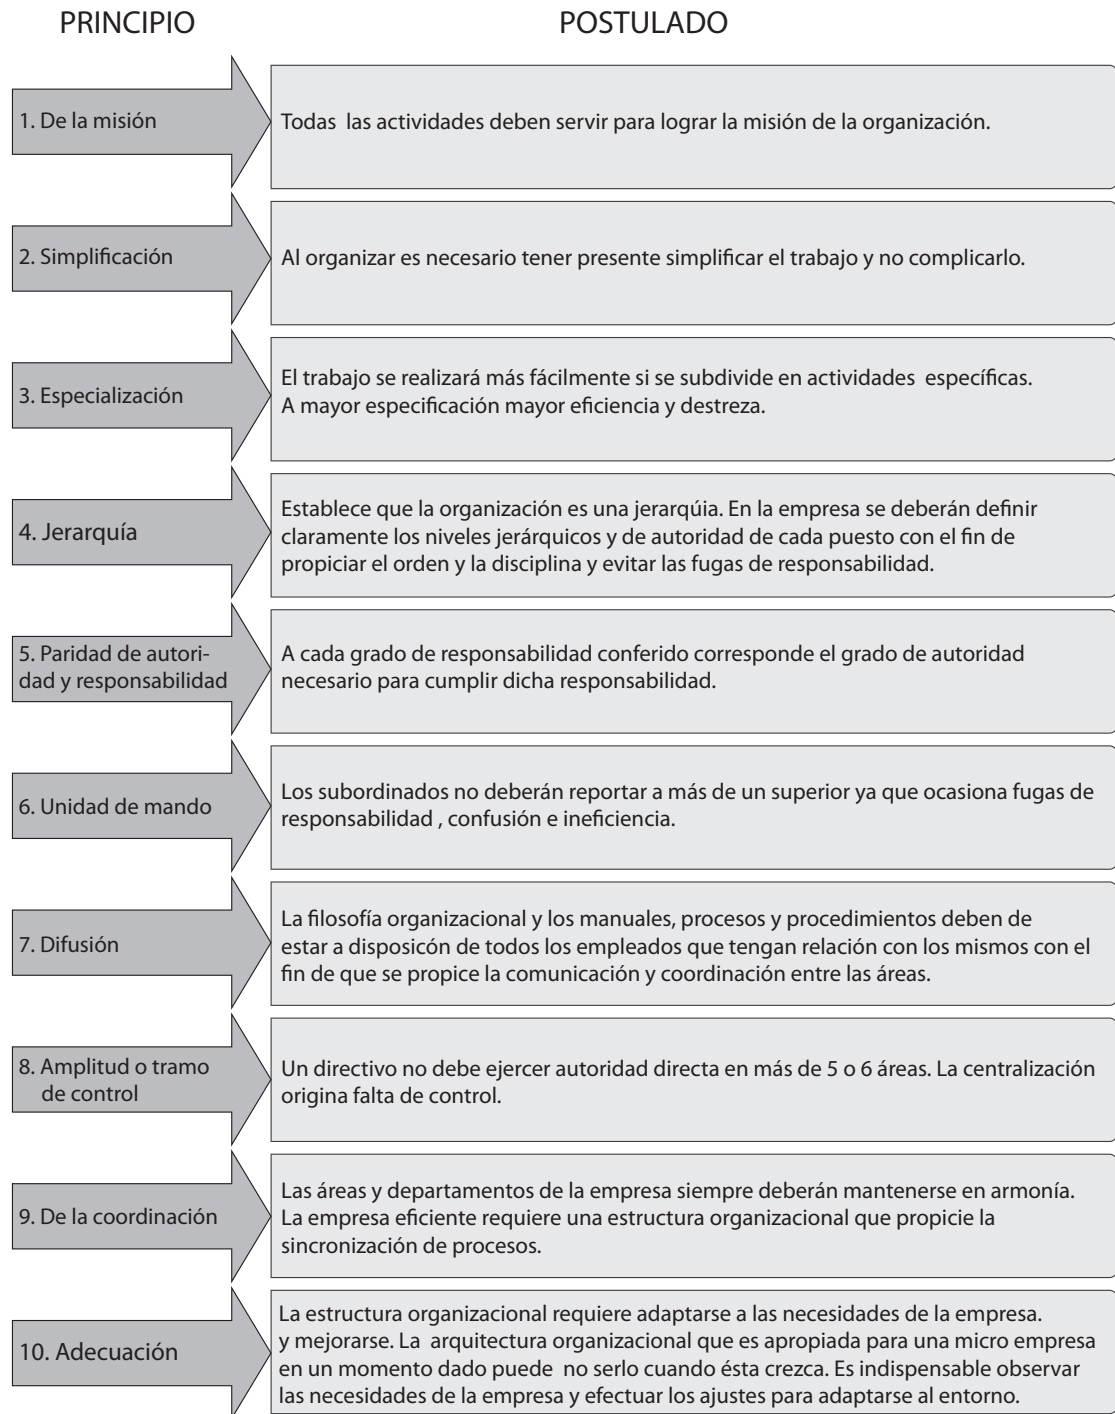 PRINCIPIO
POSTULADO
1. De la misión
Todas las actividades deben servir para lograr la misión de la organización.
2. Simplificación
Al organizar es necesario tener presente simplificar el trabajo y no complicarlo.
3. Especialización
El trabajo se realizará más fácilmente si se subdivide en actividades específicas.
A mayor especificación mayor eficiencia y destreza.
4. Jerarquía
Establece que la organización es una jerarqúia. En la empresa se deberán definir
claramente los niveles jerárquicos y de autoridad de cada puesto con el fin de
propiciar el orden y la disciplina y evitar las fugas de responsabilidad.
5. Paridad de autori-
dad y responsabilidad
A cada grado de responsabilidad conferido corresponde el grado de autoridad
necesario para cumplir dicha responsabilidad.
6. Unidad de mando
Los subordinados no deberán reportar a más de un superior ya que ocasiona fugas de
responsabilidad , confusión e ineficiencia.
7. Difusión
La filosofía organizacional y los manuales, procesos y procedimientos deben de
estar a disposicón de todos los empleados que tengan relación con los mismos con el
fin de que se propice la comunicación y coordinación entre las áreas.
8. Amplitud o tramo
de control
Un directivo no debe ejercer autoridad directa en más de 5 o 6 áreas. La centralización
origina falta de control.
9. De la coordinación
Las áreas y departamentos de la empresa siempre deberán mantenerse en armonía.
La empresa eficiente requiere una estructura organizacional que propicie la
sincronización de procesos.
10. Adecuación
La estructura organizacional requiere adaptarse a las necesidades de la empresa.
y mejorarse. La arquitectura organizacional que es apropiada para una micro empresa
en un momento dado puede no serlo cuando ésta crezca. Es indispensable observar
las necesidades de la empresa y efectuar los ajustes para adaptarse al entorno.